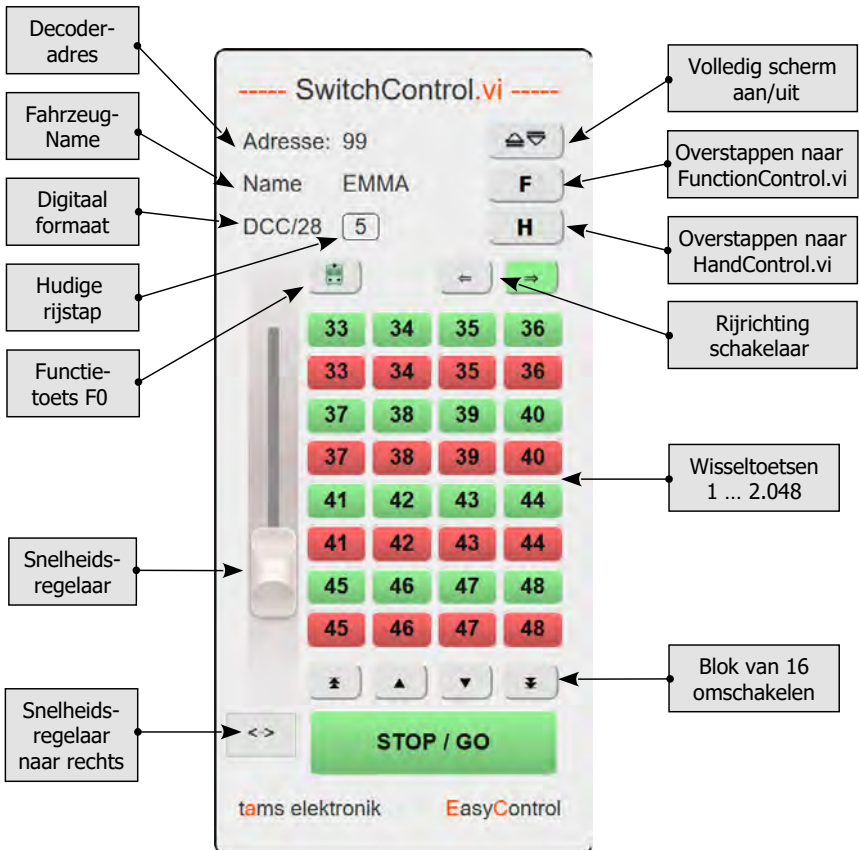 Decoder-
adres
Fahrzeug-
Name
Digitaal
formaat
Hudige
rijstap
Functie-
toets F0
Snelheids-
regelaar
Snelheids-
regelaar
naar rechts
----- SwitchControl.vi -----
Adresse: 99
Name EMMA
F
DCC/28 5
H
⇐ ⇒
33 34 35 36
33 34 35 36
37 38 39 40
37 38 39 40
41 42 43 44
41 42 43 44
45 46 47 48
45 46 47 48
<->
STOP / GO
tams elektronik EasyControl
Volledig scherm
aan/uit
Overstappen naar
FunctionControl.vi
Overstappen naar
HandControl.vi
Rijrichting
schakelaar
Wisseltoetsen
1 ... 2.048
Blok van 16
omschakelen